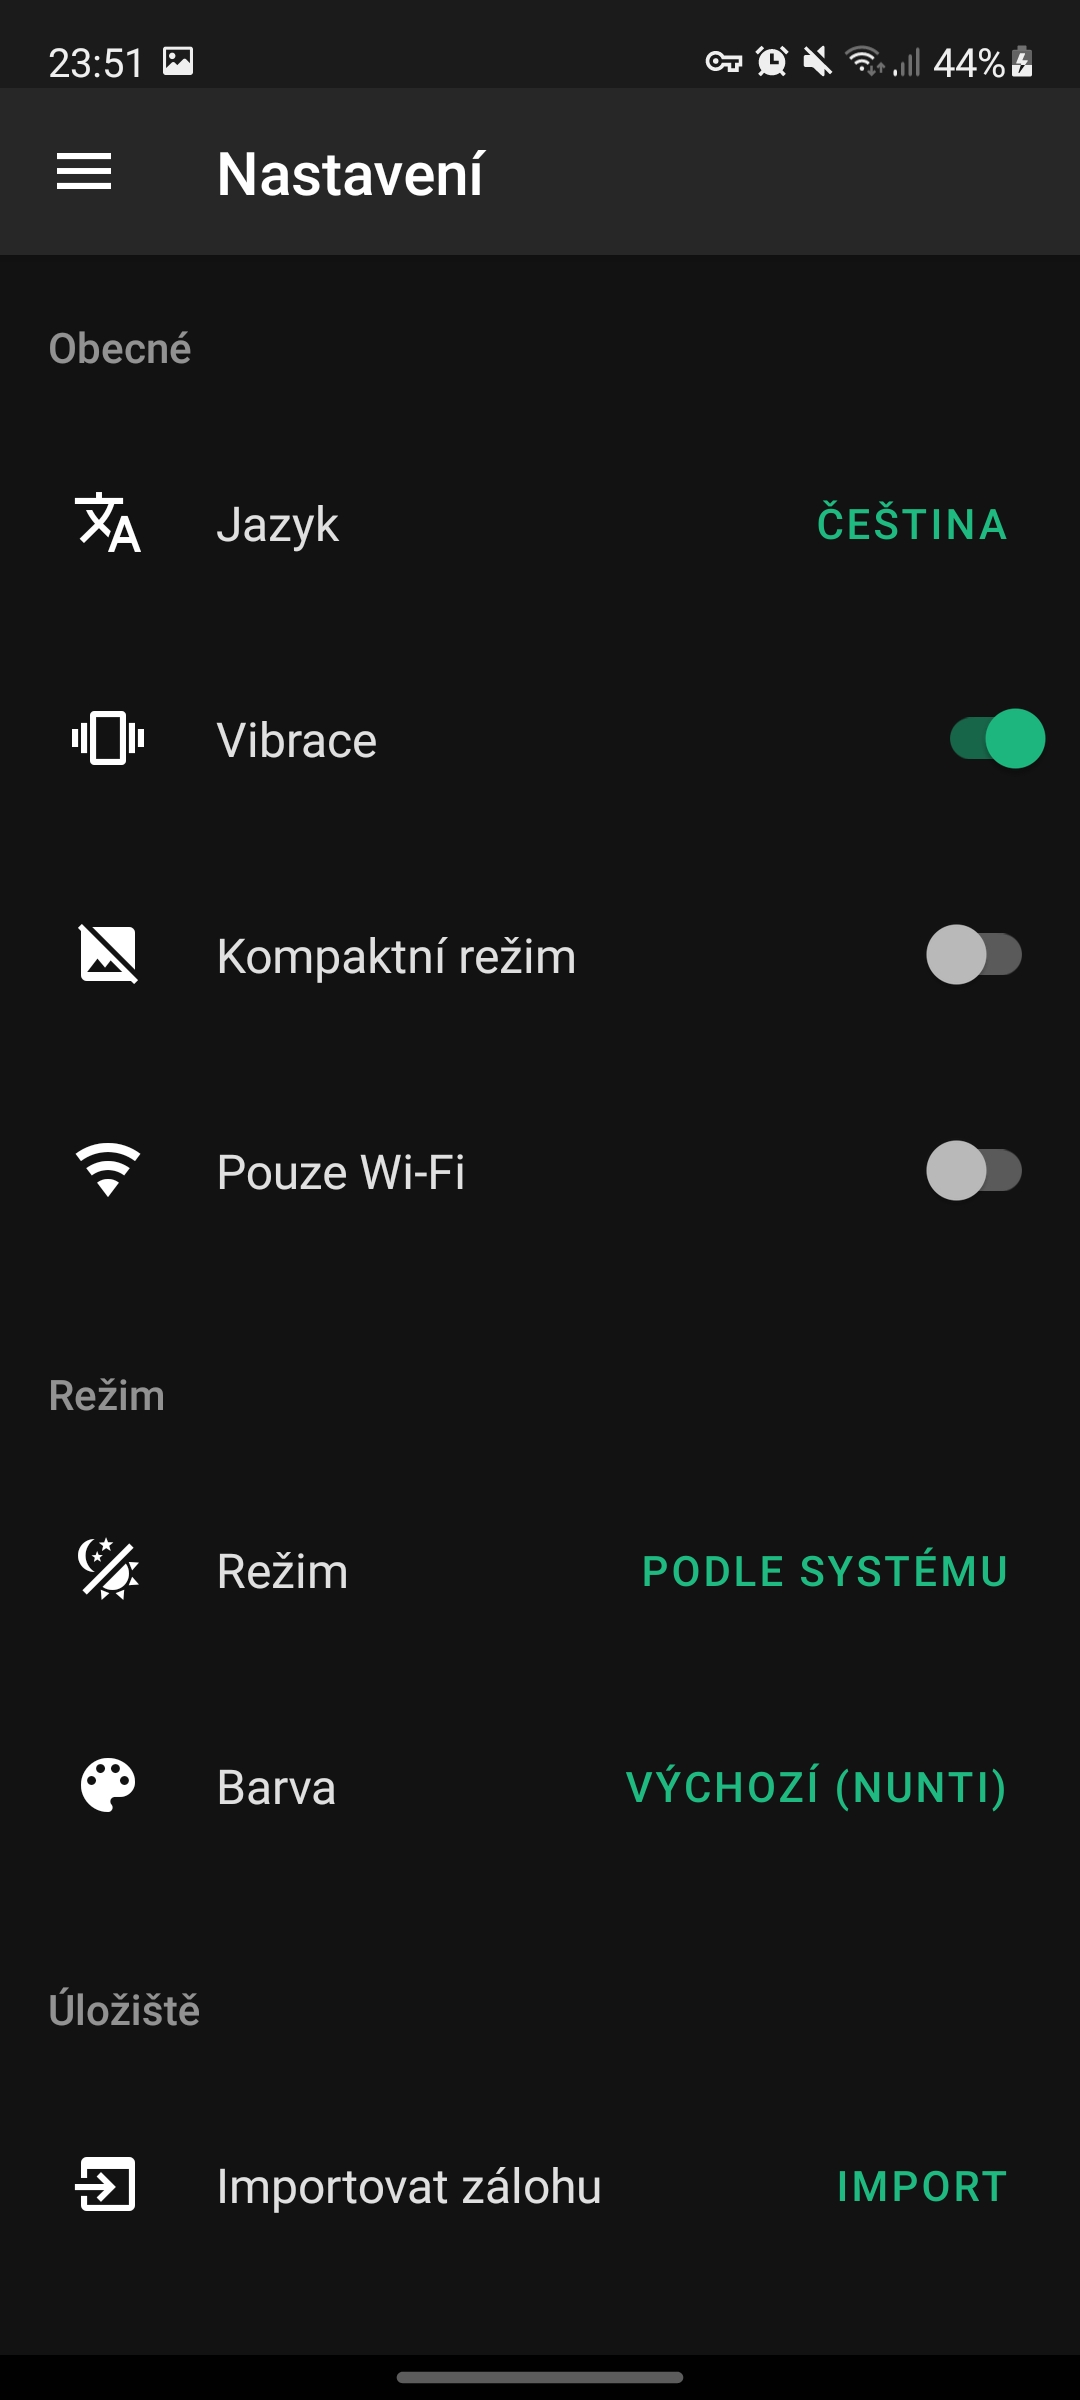 23:51
44%
Nastavení
Obecné
Jazyk
ČEŠTINA
Vibrace
Kompaktní režim
Pouze Wi-Fi
Režim
Režim
PODLE SYSTÉMU
Barva
VÝCHOZÍ (NUNTI)
Úložiště
Importovat zálohu
IMPORT